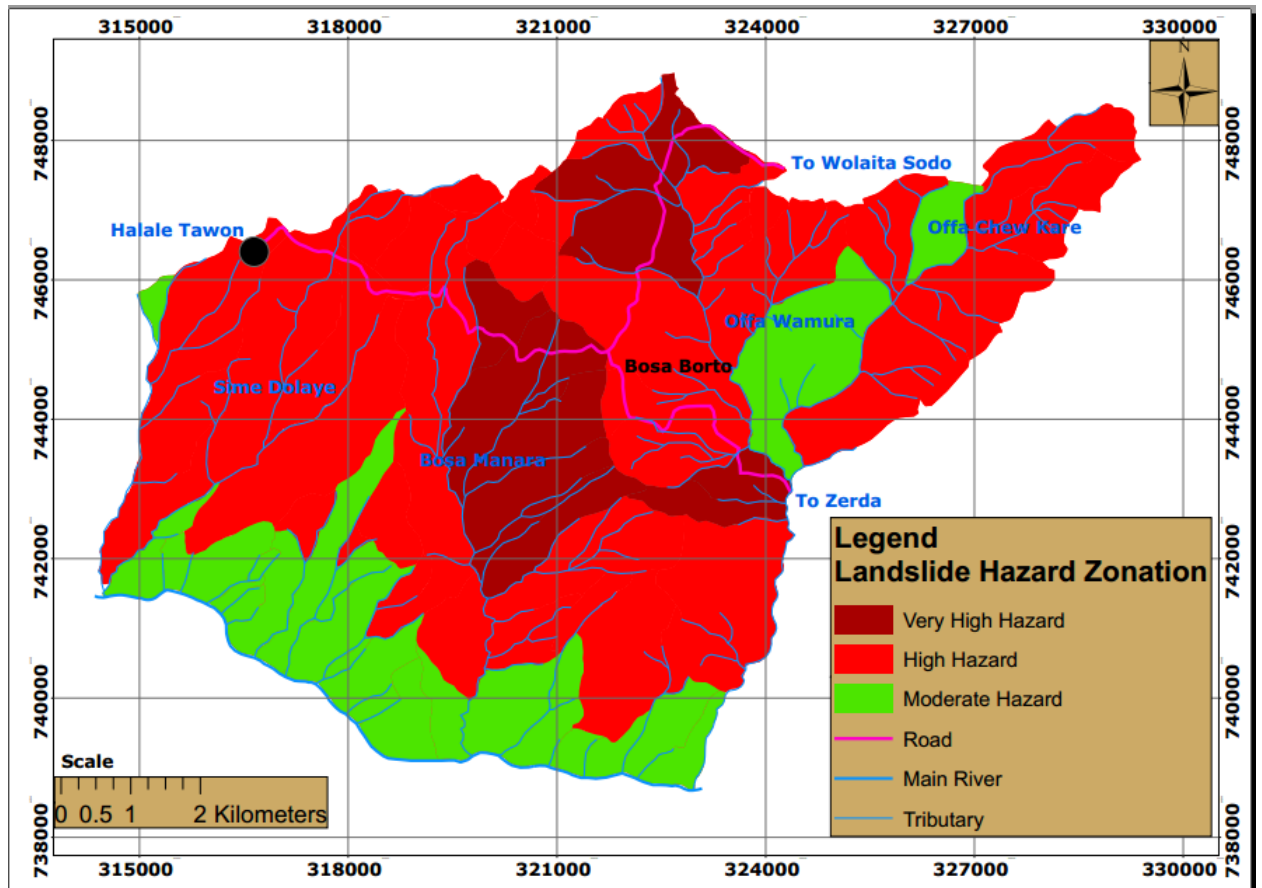 315000 318000 321000 324000 327000 330000
N
748000 748000
To Wolaita Sodo
Halale Tawon
Offa Chew Kare
746000 746000
Offa Wamura
Bosa Borto
Sime Dolaye
744000 744000
Bosa Manara
To Zerda
742000 742000
Legend
Landslide Hazard Zonation
Very High Hazard
High Hazard
Moderate Hazard
Road
Main River
Tributary
740000 740000
Scale
0 0.5 1 2 Kilometers
738000 738000
315000 318000 321000 324000 327000 330000